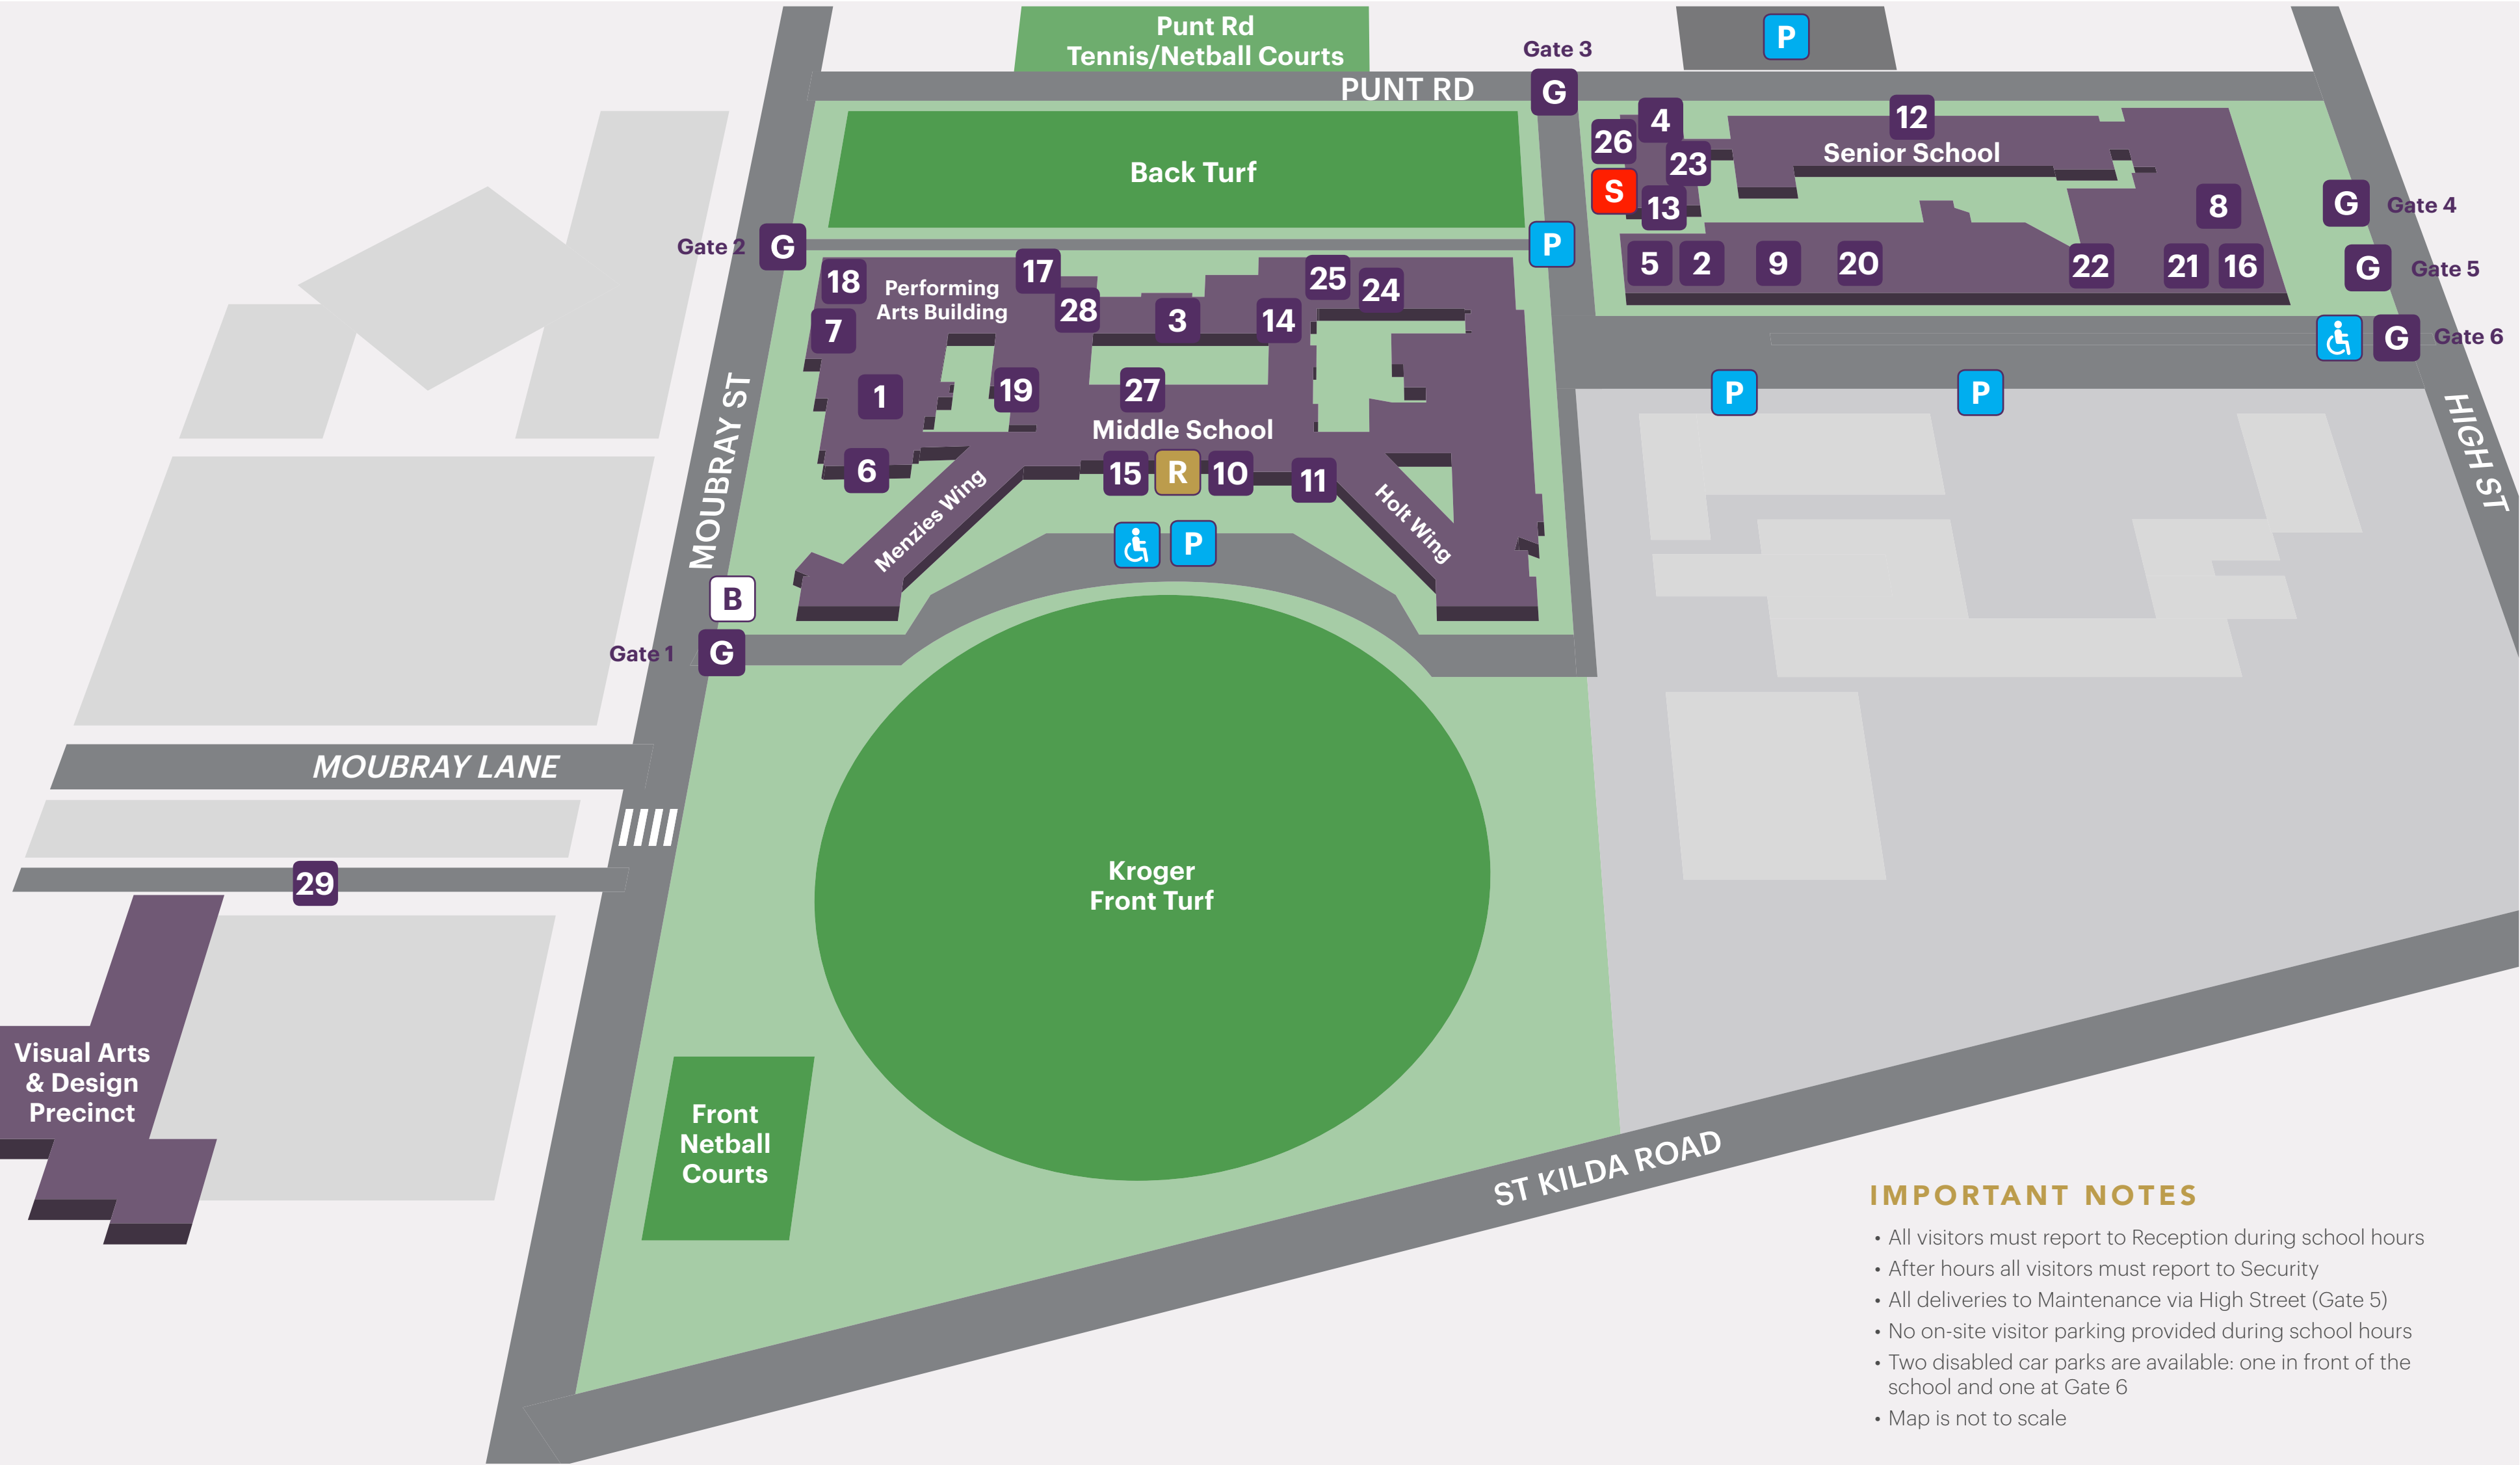 Punt Rd
Tennis/Netball Courts
P
Gate 3
G
PUNT RD
Back Turf
26
4
23
S
13
12
Senior School
8
G
Gate 4
Gate 2
G
P
5
2
9
20
22
21
16
G
Gate 5
18
Performing
Arts Building
17
28
3
14
25
24
7
G
Gate 6
1
19
27
P
P
MOUBRAY ST
HIGH ST
Middle School
6
15
R
10
11
Menzies Wing
Holt Wing
P
B
Gate 1
G
MOUBRAY LANE
29
Kroger
Front Turf
Visual Arts
& Design
Precinct
Front
Netball
Courts
ST KILDA ROAD
IMPORTANT NOTES
• All visitors must report to Reception during school hours
• After hours all visitors must report to Security
• All deliveries to Maintenance via High Street (Gate 5)
• No on-site visitor parking provided during school hours
• Two disabled car parks are available: one in front of the
school and one at Gate 6
• Map is not to scale